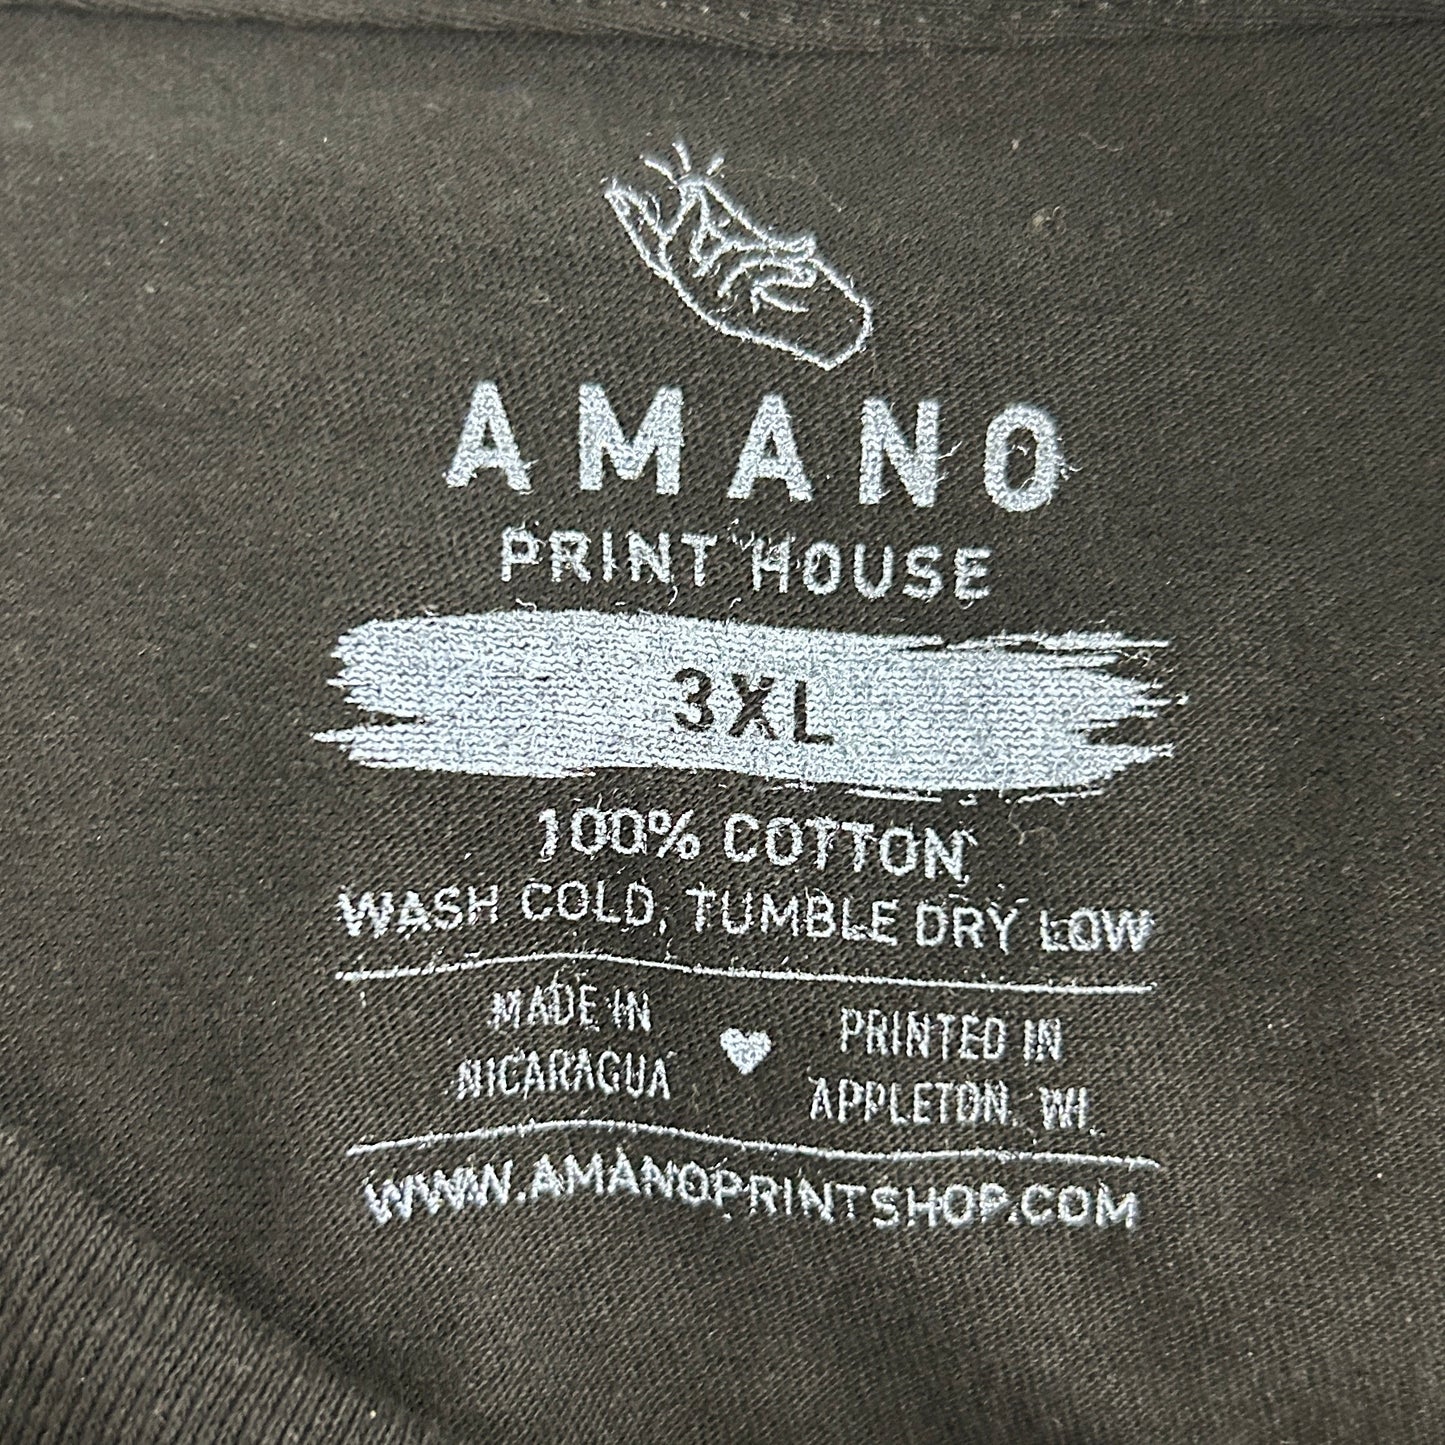 AMANO
PRINT HOUSE
3XL
100% COTTON,
WASH COLD, TUMBLE DRY LOW
MADE IN
NICARAGUA
PRINTED IN
APPLETON, WI.
WWW.AMANOPRINTSHOP.COM